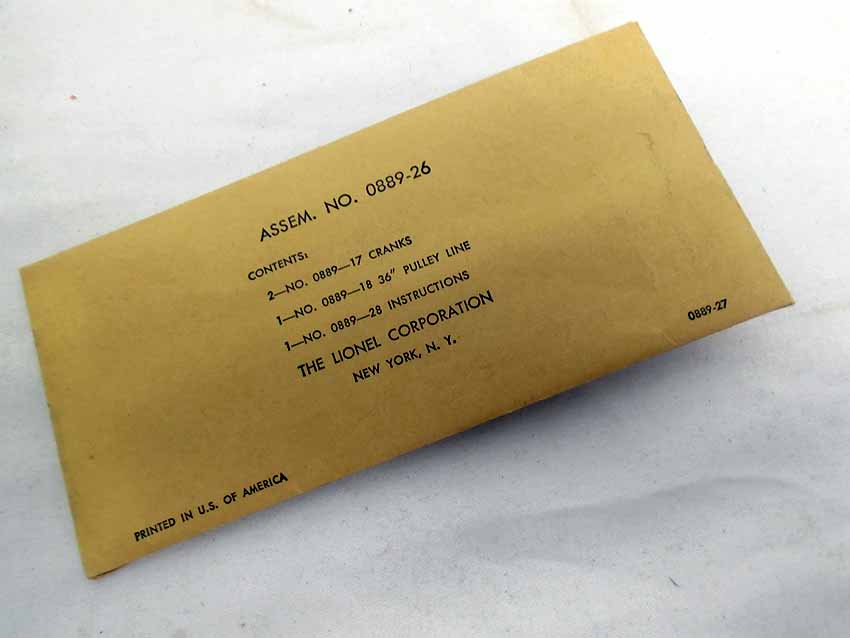 ASSEM. NO. 0889-26
CONTENTS:
2—NO. 0889—17 CRANKS
1—NO. 0889—18 36" PULLEY LINE
1—NO. 0889—28 INSTRUCTIONS
THE LIONEL CORPORATION
NEW YORK, N. Y.
0889-27
PRINTED IN U.S. OF AMERICA